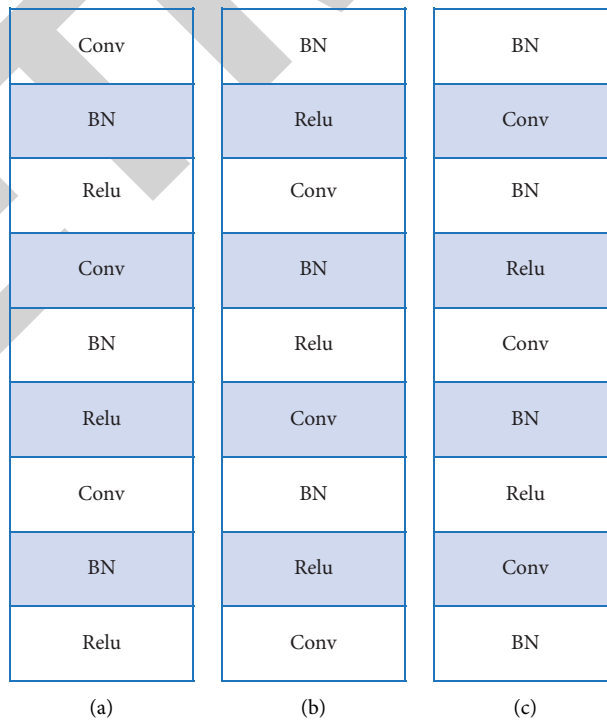 Conv
BN
Relu
Conv
BN
Relu
Conv
BN
Relu
(a)
BN
Relu
Conv
BN
Relu
Conv
BN
Relu
Conv
(b)
BN
Conv
BN
Relu
Conv
BN
Relu
Conv
BN
(c)